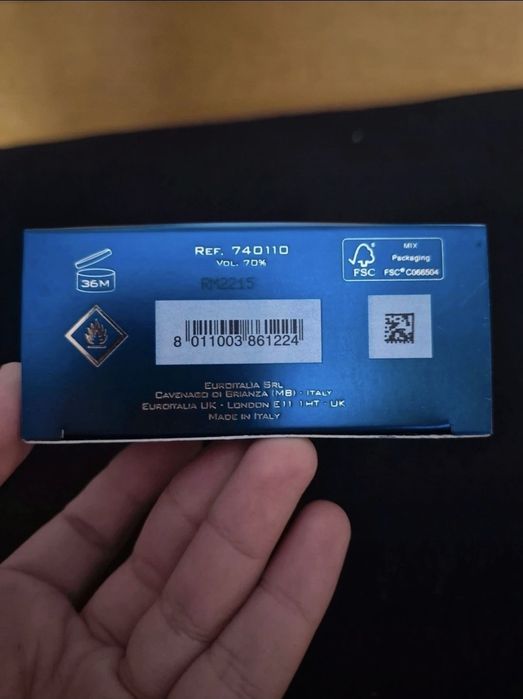 REF. 740110
VOL. 70%
RM2215
36M
FSC
MIX
Packaging
FSC® C066504
8 011003 861224
EUROITALIA SRL
CAVENAGO DI BRIANZA (MB) - ITALY
EUROITALIA UK - LONDON E11 1HT - UK
MADE IN ITALY